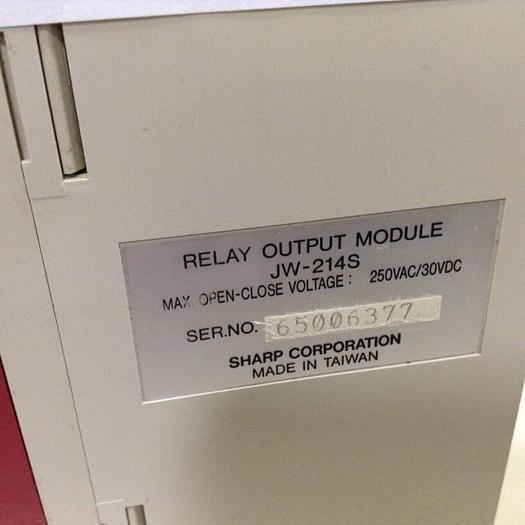 RELAY OUTPUT MODULE
JW-214S
MAX. OPEN-CLOSE VOLTAGE : 250VAC/30VDC
SER.NO. 65006377
SHARP CORPORATION
MADE IN TAIWAN